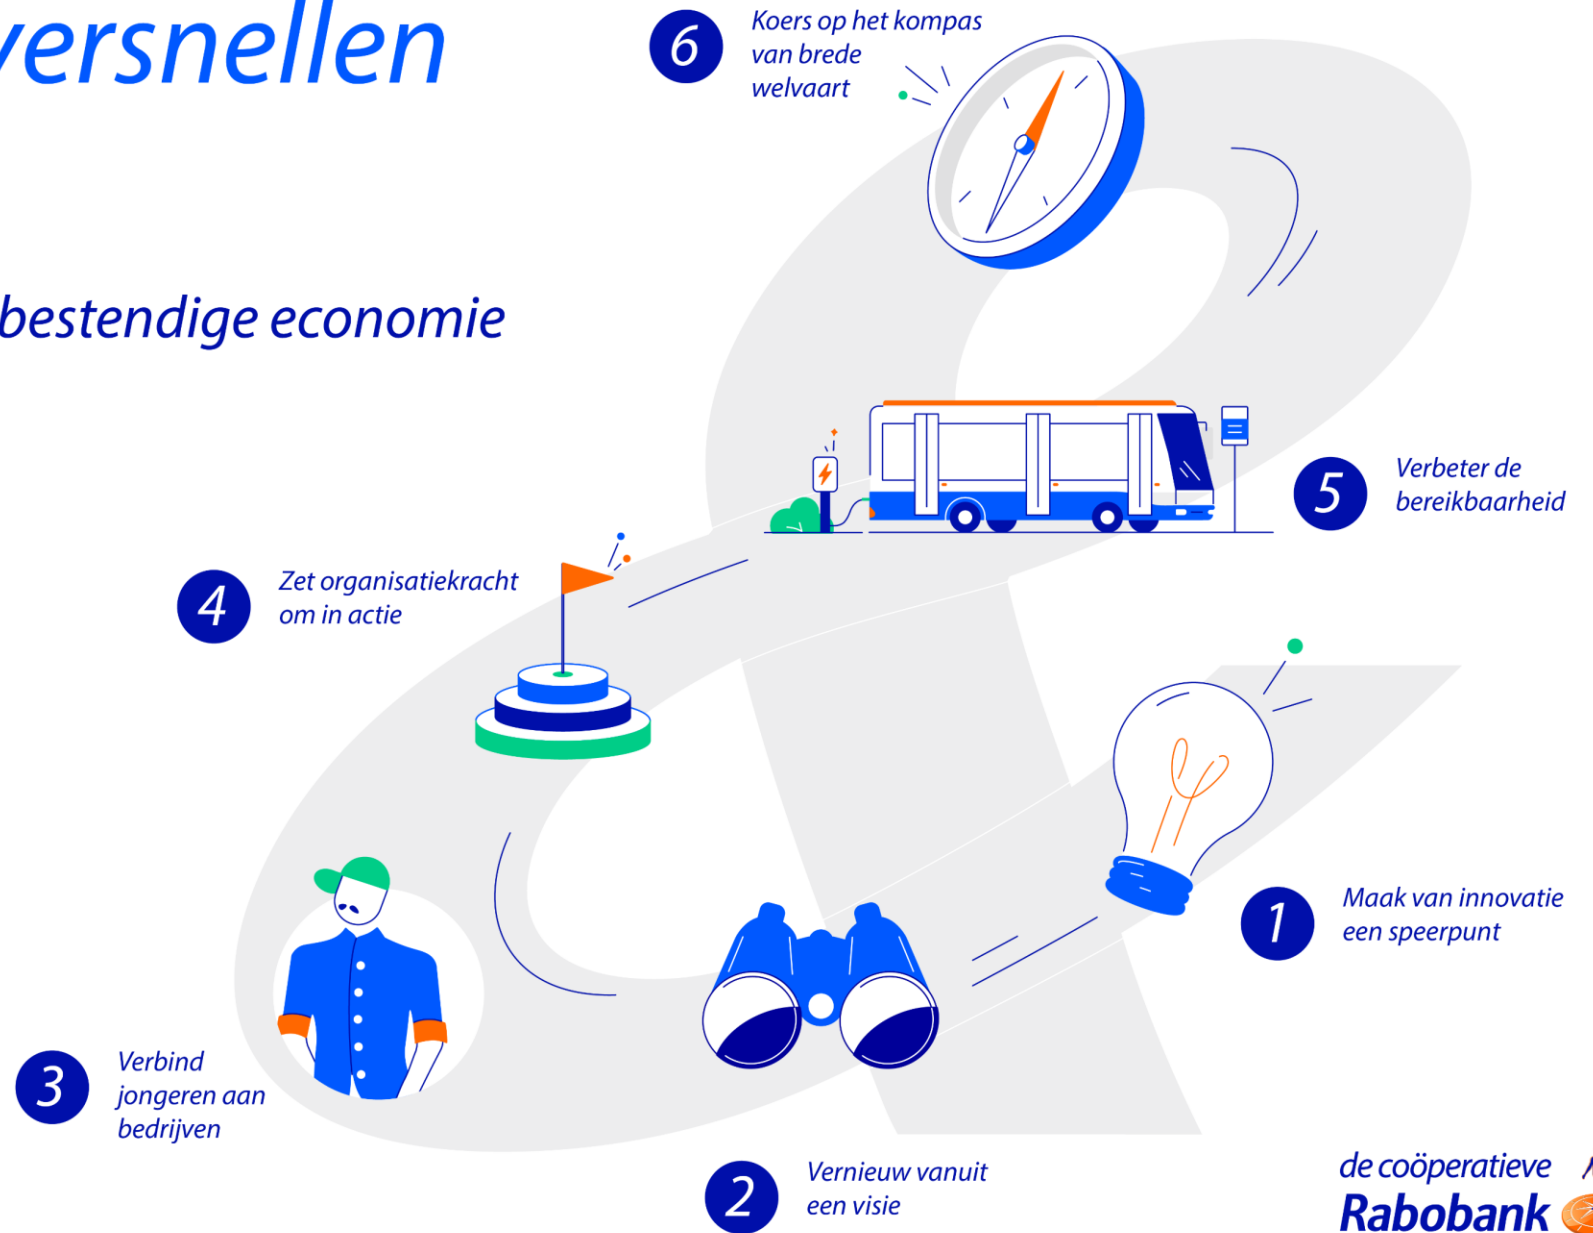 versnellen
bestendige economie
6
Koers op het kompas
van brede
welvaart
5
Verbeter de
bereikbaarheid
4
Zet organisatiekracht
om in actie
1
Maak van innovatie
een speerpunt
3
Verbind
jongeren aan
bedrijven
2
Vernieuw vanuit
een visie
de coöperatieve
Rabobank